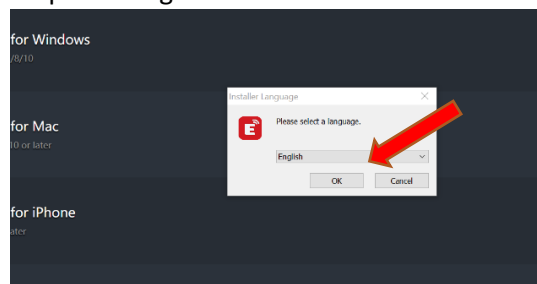 for Windows
/8/10
Installer Language
E
Please select a language.
for Mac
10 or later
English
OK Cancel
for iPhone
ater